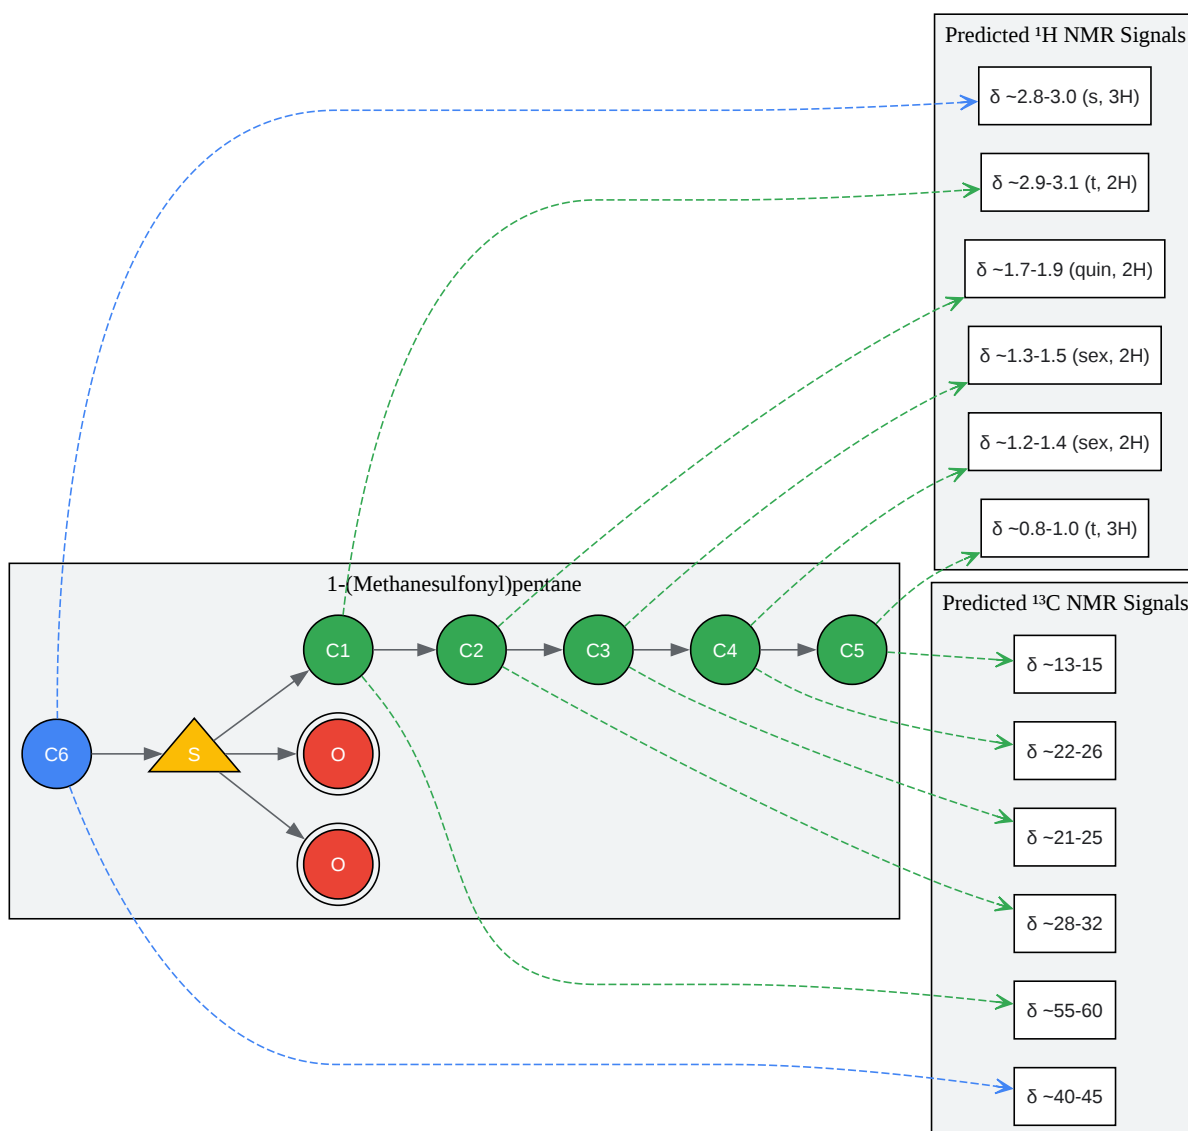 Predicted ¹H NMR Signals
δ ~2.8-3.0 (s, 3H)
δ ~2.9-3.1 (t, 2H)
δ ~1.7-1.9 (quin, 2H)
δ ~1.3-1.5 (sex, 2H)
δ ~1.2-1.4 (sex, 2H)
δ ~0.8-1.0 (t, 3H)
1-(Methanesulfonyl)pentane
C1
C2
C3
C4
C5
C6
S
O
O
Predicted ¹³C NMR Signals
δ ~13-15
δ ~22-26
δ ~21-25
δ ~28-32
δ ~55-60
δ ~40-45